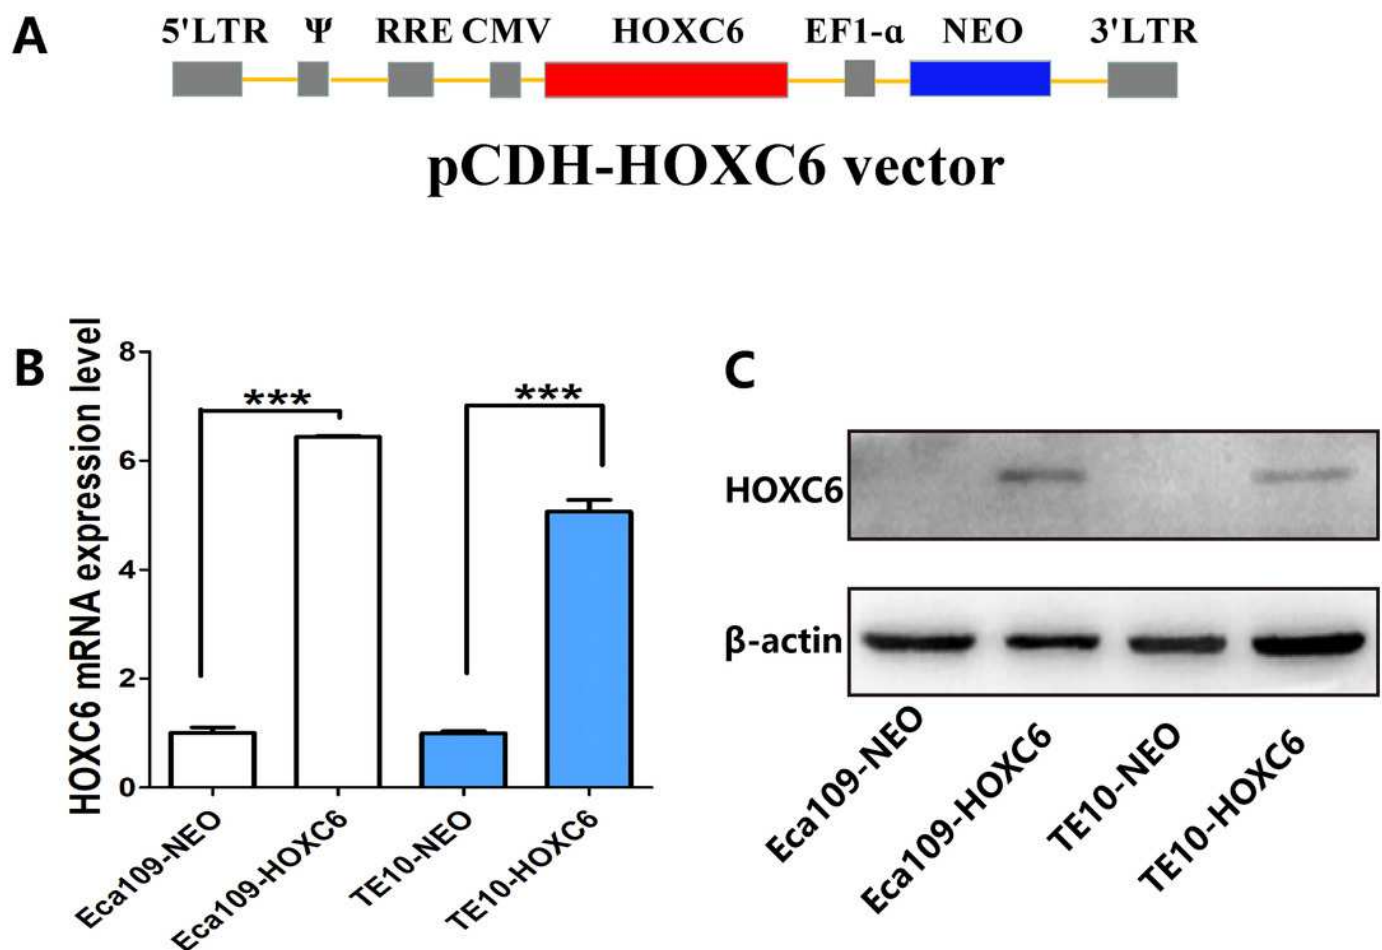 A
5'LTR Ψ RRE CMV HOXC6 EF1-α NEO 3'LTR
pCDH-HOXC6 vector
B
HOXC6 mRNA expression level
8
6
4
2
0
***
***
Eca109-NEO
Eca109-HOXC6
TE10-NEO
TE10-HOXC6
C
HOXC6
β-actin
Eca109-NEO
Eca109-HOXC6
TE10-NEO
TE10-HOXC6